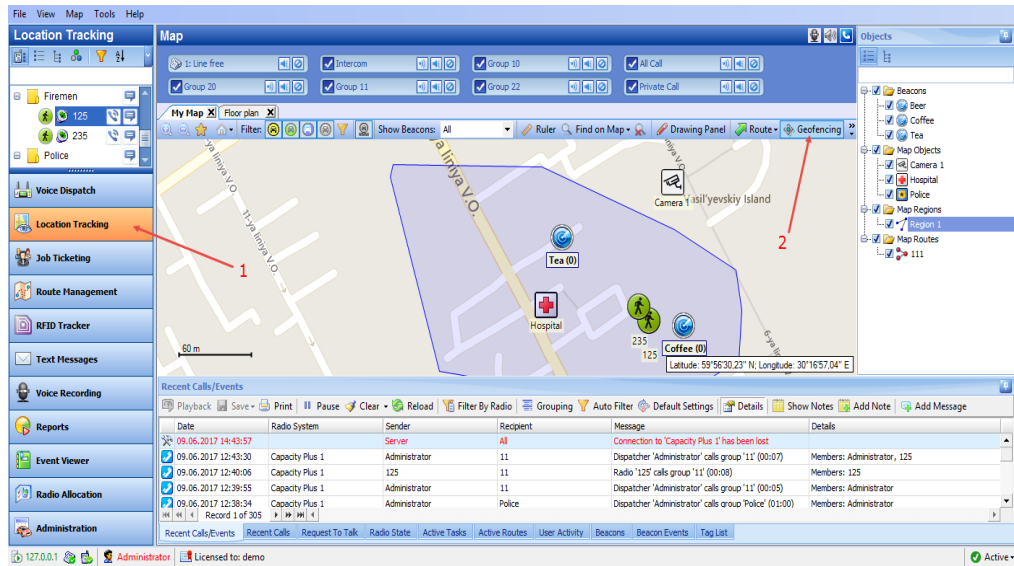 File View Map Tools Help
Location Tracking
Firemen
125
235
Police
Voice Dispatch
Location Tracking
Job Ticketing
Route Management
RFID Tracker
Text Messages
Voice Recording
Reports
Event Viewer
Radio Allocation
Administration
1
Map
1: Line free Intercom Group 10 All Call
Group 20 Group 11 Group 22 Private Call
My Map X Floor plan X
Filter: Show Beacons: All Ruler Find on Map Drawing Panel Route Geofencing
2
a liniya V.O.
ya liniya V.O.
11-ya liniya V.O.
Camera 1
asil'yevskiy Island
Tea (0)
Hospital
235
125
Coffee (0)
6-ya li
60 m
Latitude: 59°56'30,23" N; Longitude: 30°16'57,04" E
Objects
Beacons
Beer
Coffee
Tea
Map Objects
Camera 1
Hospital
Police
Map Regions
Region 1
Map Routes
111
Recent Calls/Events
Playback Save Print Pause Clear Reload Filter By Radio Grouping Auto Filter Default Settings Details Show Notes Add Note Add Message
Date Radio System Sender Recipient Message Details
09.06.2017 14:43:57 Server All Connection to 'Capacity Plus 1' has been lost
09.06.2017 12:43:30 Capacity Plus 1 Administrator 11 Dispatcher 'Administrator' calls group '11' (00:07) Members: Administrator, 125
09.06.2017 12:40:06 Capacity Plus 1 125 11 Radio '125' calls group '11' (00:08) Members: 125
09.06.2017 12:39:55 Capacity Plus 1 Administrator 11 Dispatcher 'Administrator' calls group '11' (00:05) Members: Administrator
09.06.2017 12:38:34 Capacity Plus 1 Administrator Police Dispatcher 'Administrator' calls group 'Police' (01:00) Members: Administrator
Record 1 of 305
Recent Calls/Events Recent Calls Request To Talk Radio State Active Tasks Active Routes User Activity Beacons Beacon Events Tag List
127.0.0.1 Administrator Licensed to: demo Active